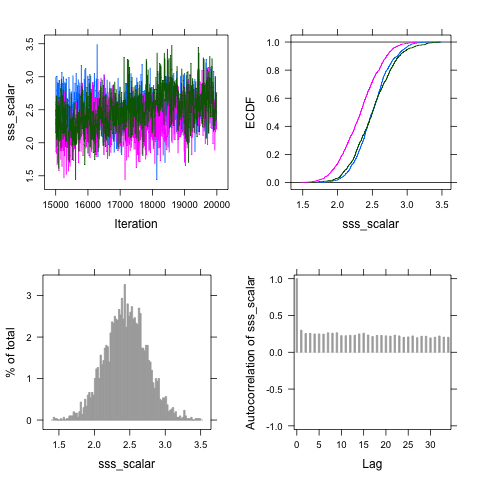 sss_scalar
3.5
3.0
2.5
2.0
1.5
15000 16000 17000 18000 19000 20000
Iteration
ECDF
1.0
0.8
0.6
0.4
0.2
0.0
1.5 2.0 2.5 3.0 3.5
sss_scalar
% of total
3
2
1
0
1.5 2.0 2.5 3.0 3.5
sss_scalar
Autocorrelation of sss_scalar
1.0
0.5
0.0
-0.5
-1.0
0 5 10 15 20 25 30
Lag